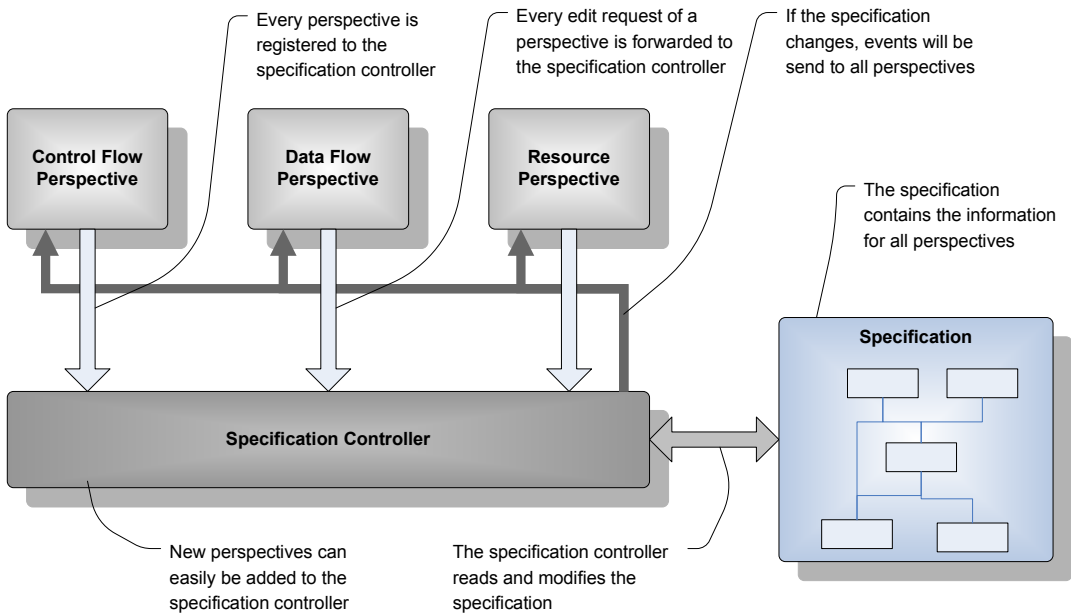 Every perspective is
registered to the
specification controller
Every edit request of a
perspective is forwarded to
the specification controller
If the specification
changes, events will be
send to all perspectives
Control Flow
Perspective
Data Flow
Perspective
Resource
Perspective
The specification
contains the information
for all perspectives
Specification
Specification Controller
New perspectives can
easily be added to the
specification controller
The specification controller
reads and modifies the
specification